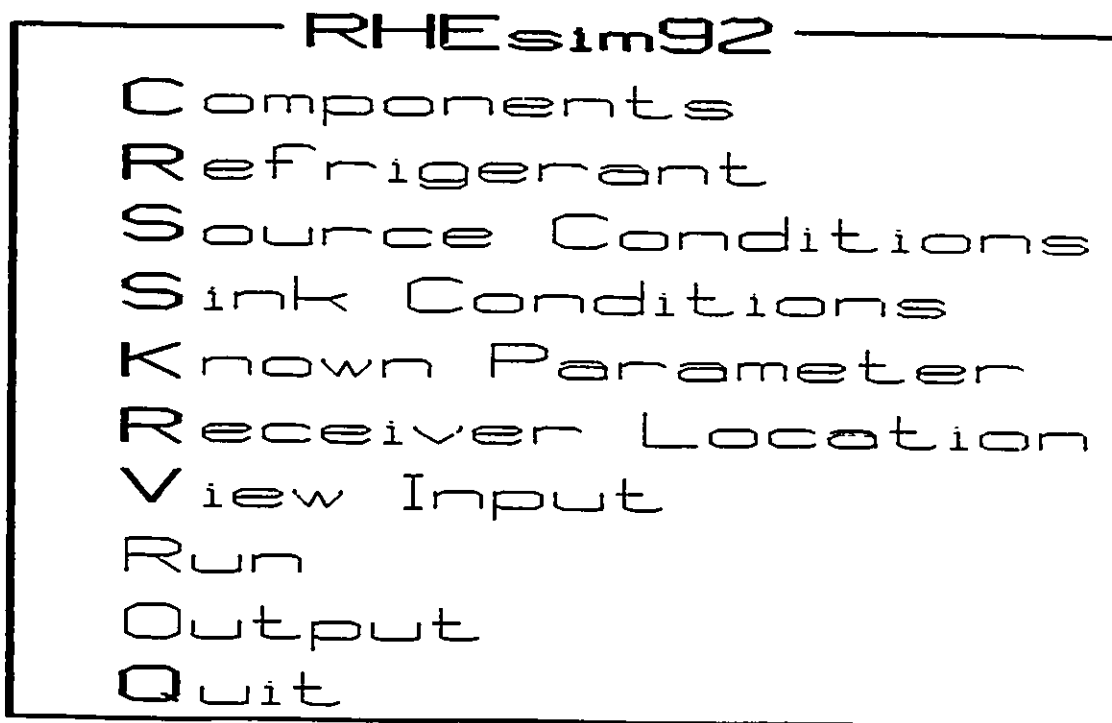 RHEsim92
Components
Refrigerant
Source Conditions
Sink Conditions
Known Parameter
Receiver Location
View Input
Run
Output
Quit